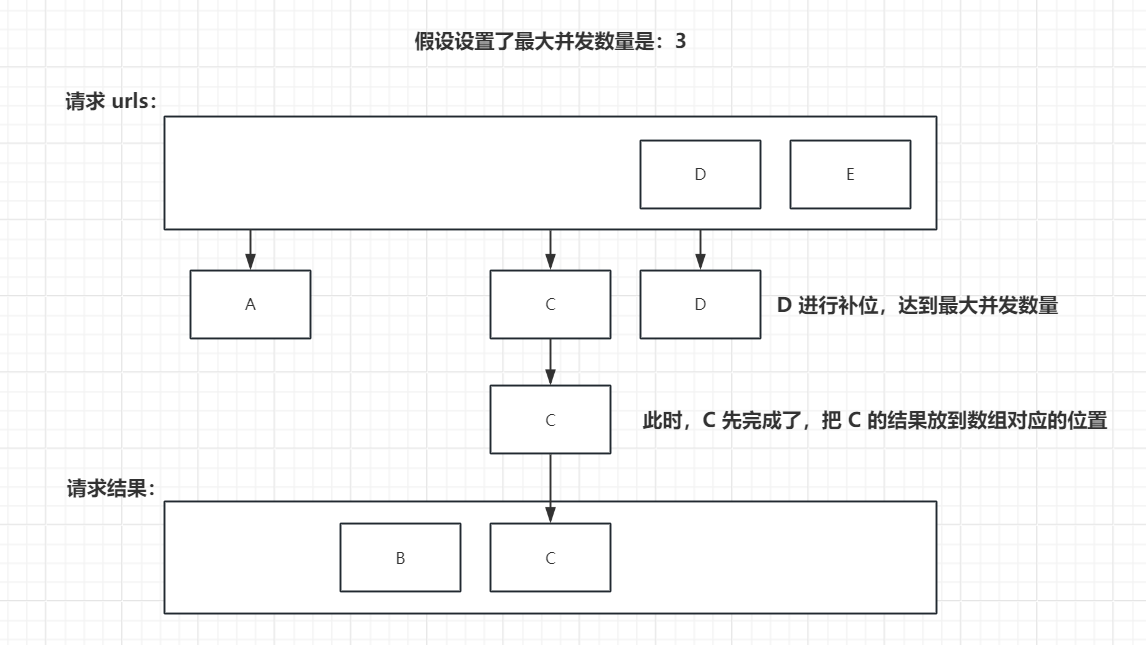 假设设置了最大并发数量是：3
请求 urls：
D
E
A
C
D
D 进行补位，达到最大并发数量
C
此时，C 先完成了，把 C 的结果放到数组对应的位置
请求结果：
B
C